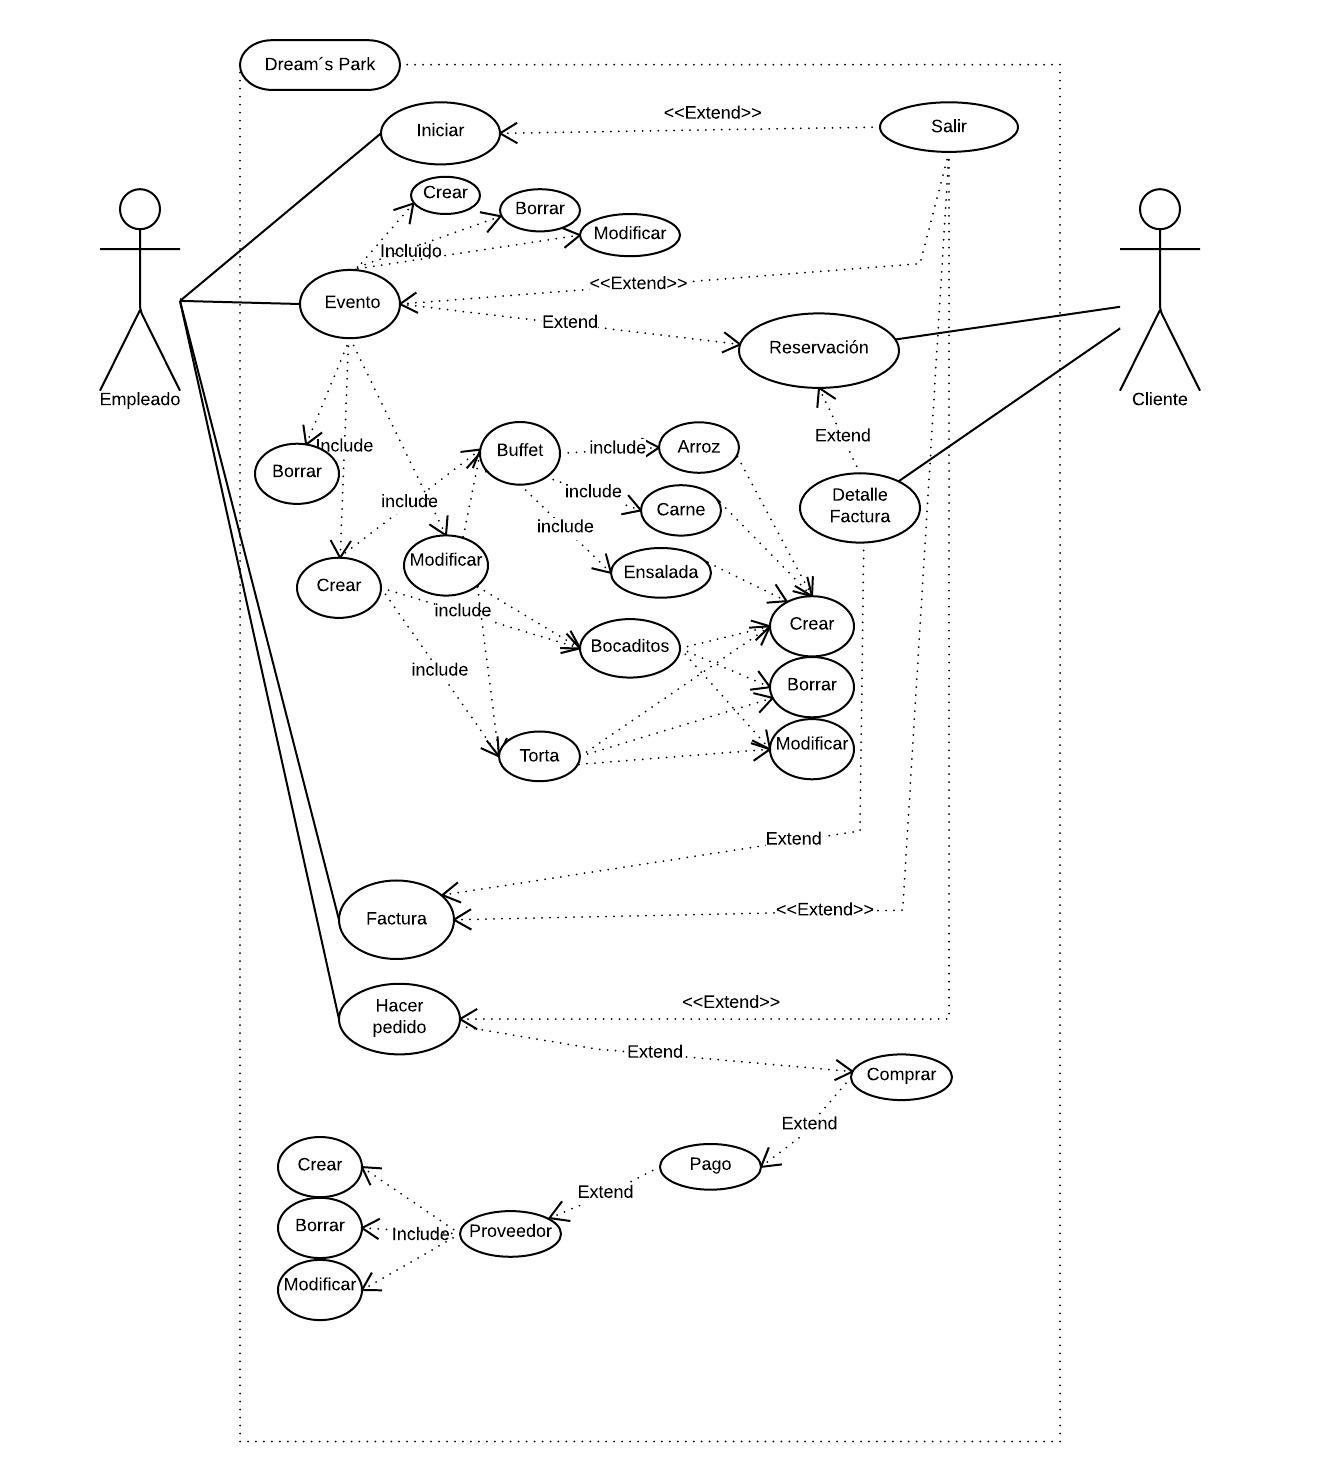 Dream´s Park
<<Extend>>
Iniciar
Salir
Crear
Borrar
Modificar
Incluido
<<Extend>>
Evento
Extend
Reservación
Empleado
Cliente
Extend
Include
Borrar
Buffet
include
Arroz
include
Carne
include
include
Detalle
Factura
Modificar
Crear
Ensalada
include
Crear
Bocaditos
include
Borrar
Torta
Modificar
Extend
Factura
<<Extend>>
Hacer
pedido
<<Extend>>
Extend
Comprar
Extend
Pago
Crear
Extend
Borrar
Include
Proveedor
Modificar